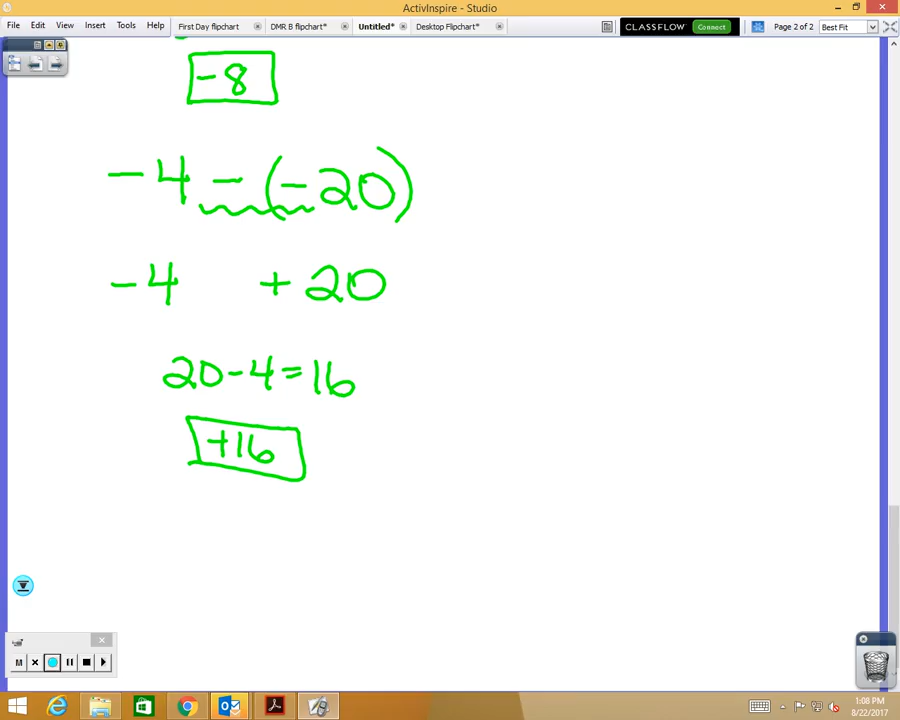 ActivInspire - Studio
File Edit View Insert Tools Help
First Day flipchart
DMR B flipchart*
Untitled*
Desktop Flipchart*
CLASSFLOW Connect
Page 2 of 2
Best Fit
-8
-4 - (-20)
-4 + 20
20-4=16
+16
M
1:08 PM
8/22/2017